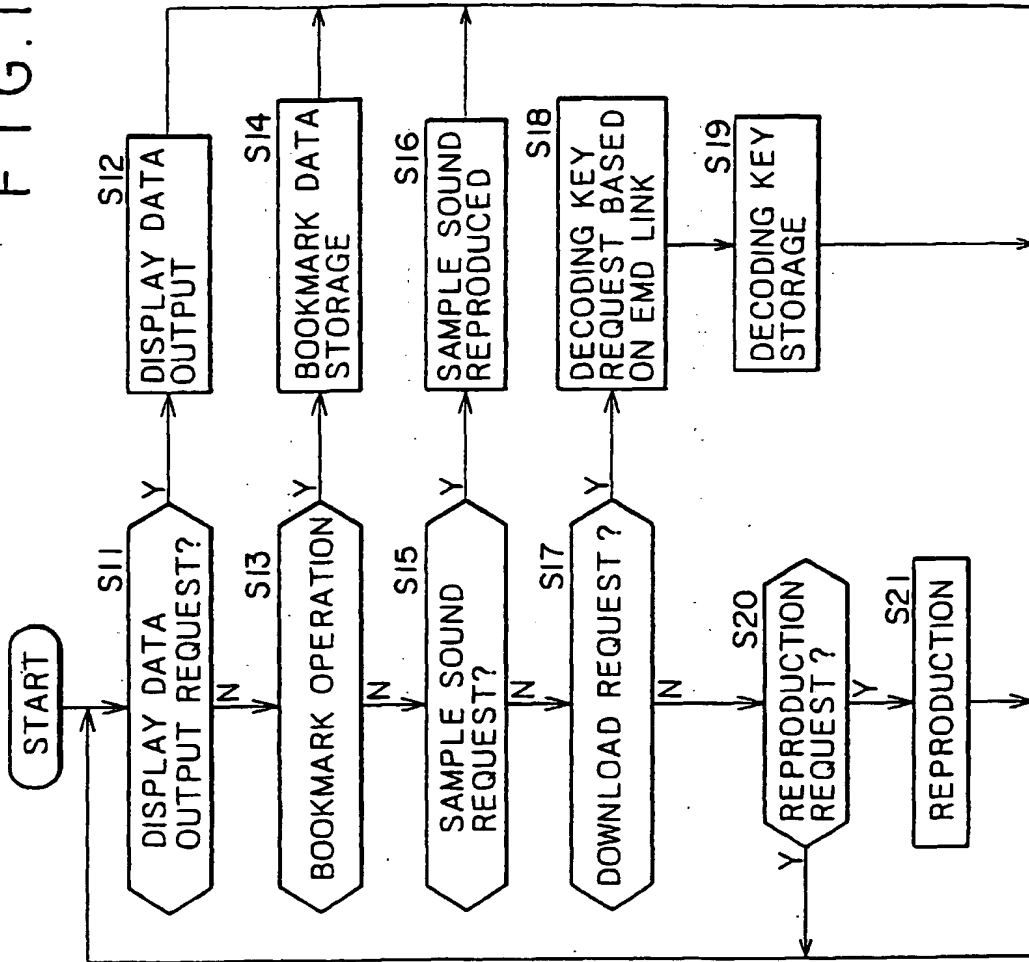 FIG.1
START
S11
DISPLAY DATA
OUTPUT REQUEST?
Y
N
S12
DISPLAY DATA
OUTPUT
S13
BOOKMARK OPERATION
Y
N
S14
BOOKMARK DATA
STORAGE
S15
SAMPLE SOUND
REQUEST?
Y
N
S16
SAMPLE SOUND
REPRODUCED
S17
DOWNLOAD REQUEST?
Y
N
S18
DECODING KEY
REQUEST BASED
ON EMD LINK
S19
DECODING KEY
STORAGE
S20
REPRODUCTION
REQUEST?
Y
Y
S21
REPRODUCTION